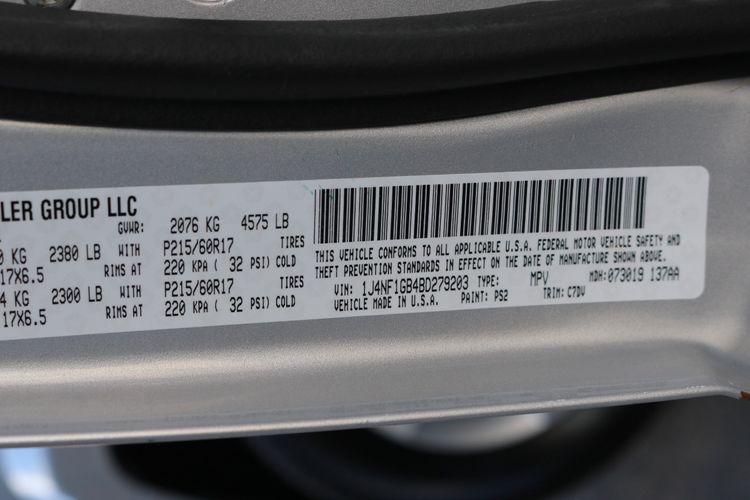 LER GROUP LLC
GVWR: 2076 KG 4575 LB
KG 2380 LB WITH P215/60R17 TIRES
17X6.5 RIMS AT 220 KPA ( 32 PSI) COLD
KG 2300 LB WITH P215/60R17 TIRES
17X6.5 RIMS AT 220 KPA ( 32 PSI) COLD
THIS VEHICLE CONFORMS TO ALL APPLICABLE U.S.A. FEDERAL MOTOR VEHICLE SAFETY AND
THEFT PREVENTION STANDARDS IN EFFECT ON THE DATE OF MANUFACTURE SHOWN ABOVE.
VIN: 1J4NF1GB4BD279203 TYPE: MPV MDH: 073019 137AA
VEHICLE MADE IN U.S.A. PAINT: PS2 TRIM: C7DV